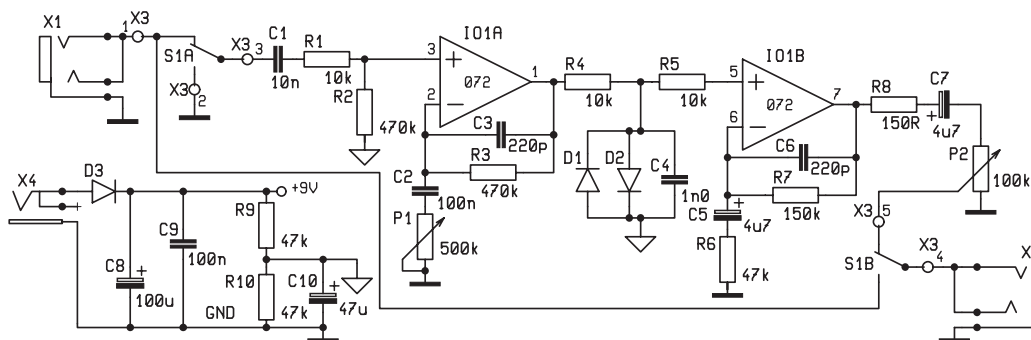 X1
X3
1
S1A
X3
3
X3
2
C1
10n
R1
10k
R2
470k
IO1A
3
2
1
072
C3
220p
R3
470k
C2
100n
P1
500k
R4
10k
R5
10k
D1
D2
C4
1n0
IO1B
5
6
7
072
C6
220p
R7
150k
C5
+
4u7
R6
47k
R8
150R
C7
+
4u7
P2
100k
X3
5
S1B
X3
4
X
X4
+
D3
+9V
C8
+
100u
C9
100n
R9
47k
R10
47k
GND
C10
+
47u